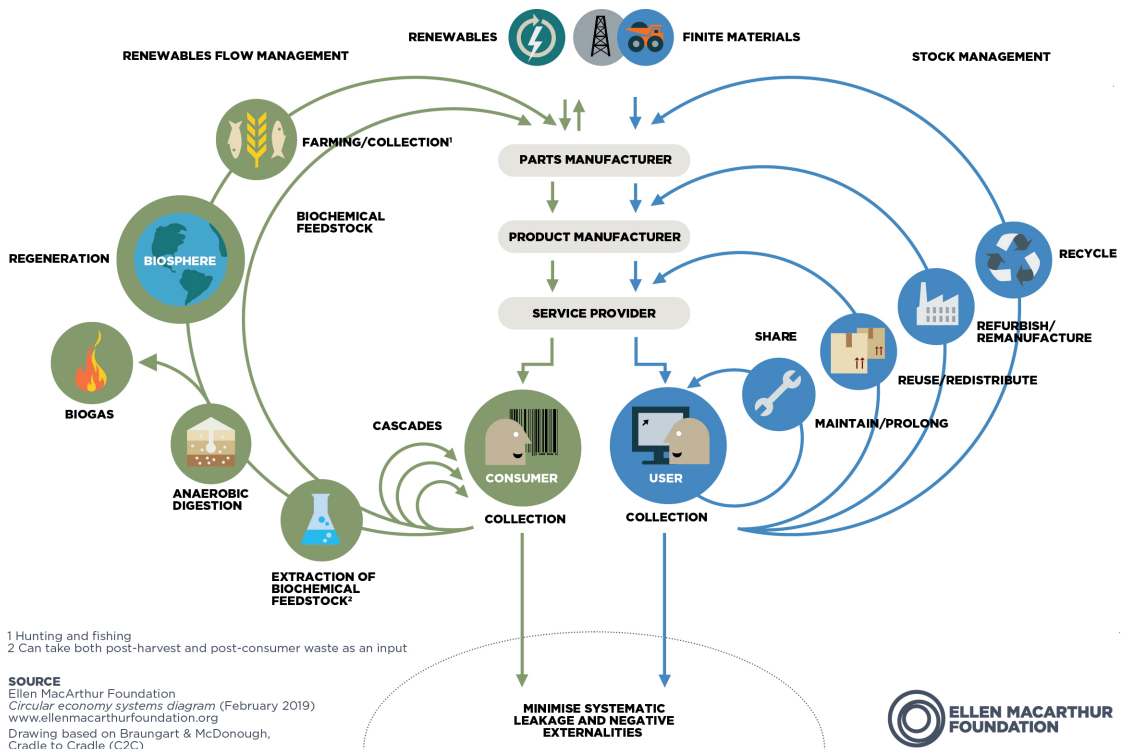 RENEWABLES
FINITE MATERIALS
RENEWABLES FLOW MANAGEMENT
STOCK MANAGEMENT
FARMING/COLLECTION¹
PARTS MANUFACTURER
BIOCHEMICAL
FEEDSTOCK
PRODUCT MANUFACTURER
REGENERATION
BIOSPHERE
RECYCLE
SERVICE PROVIDER
SHARE
REFURBISH/
REMANUFACTURE
REUSE/REDISTRIBUTE
BIOGAS
CASCADES
MAINTAIN/PROLONG
CONSUMER
USER
ANAEROBIC
DIGESTION
COLLECTION
COLLECTION
EXTRACTION OF
BIOCHEMICAL
FEEDSTOCK²
1 Hunting and fishing
2 Can take both post-harvest and post-consumer waste as an input
SOURCE
Ellen MacArthur Foundation
Circular economy systems diagram (February 2019)
www.ellenmacarthurfoundation.org
Drawing based on Braungart & McDonough,
Cradle to Cradle (C2C)
MINIMISE SYSTEMATIC
LEAKAGE AND NEGATIVE
EXTERNALITIES
ELLEN MACARTHUR
FOUNDATION